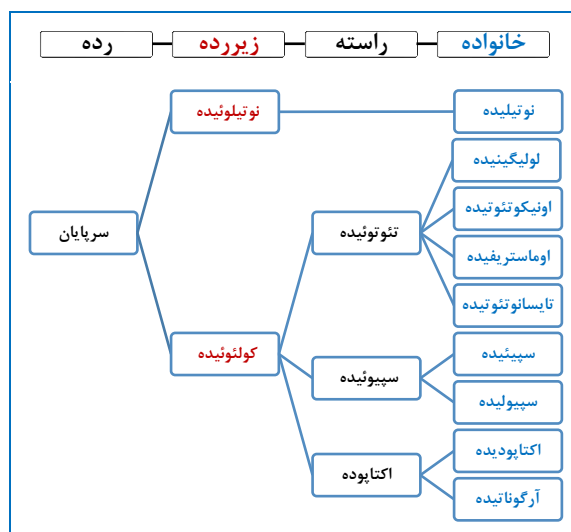 خانواده
راسته
زیررده
رده
نوتیلوئیده
نوتیلیده
لولیگینیده
اونیکوتئوتیده
سرپایان
تئوتوئیده
اوماستریفیده
تایسانوتئوتیده
کولئوئیده
سپیوئیده
سپیئیده
سپیولیده
اکتاپوده
اکتاپودیده
آرگوناتیده